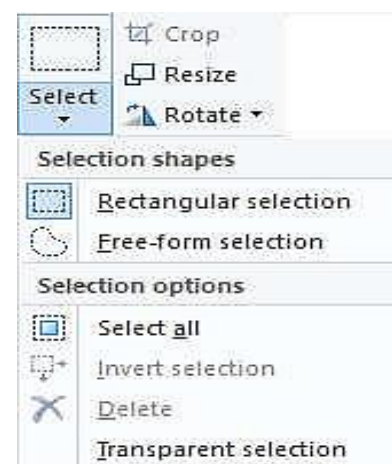 Crop
Resize
Select
Rotate
Selection shapes
Rectangular selection
Free-form selection
Selection options
Select all
Invert selection
Delete
Transparent selection